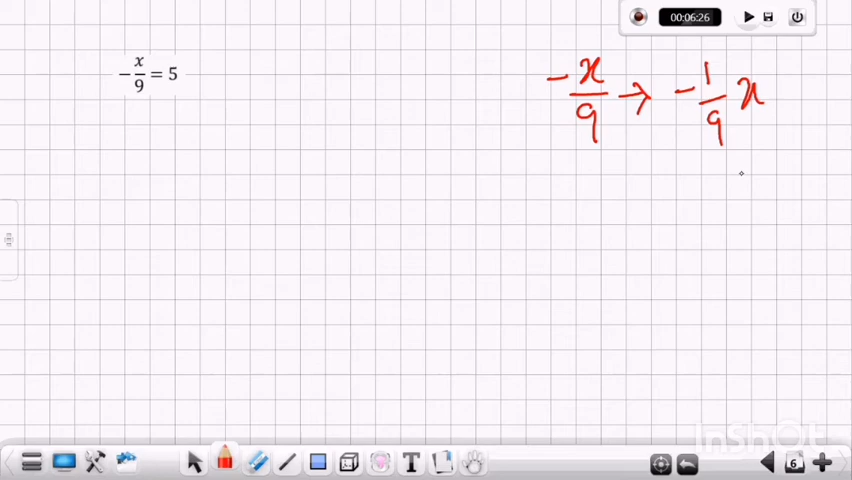 00:06:26
-x/9 = 5
-x/9 → -1/9 x
InShot
T
6